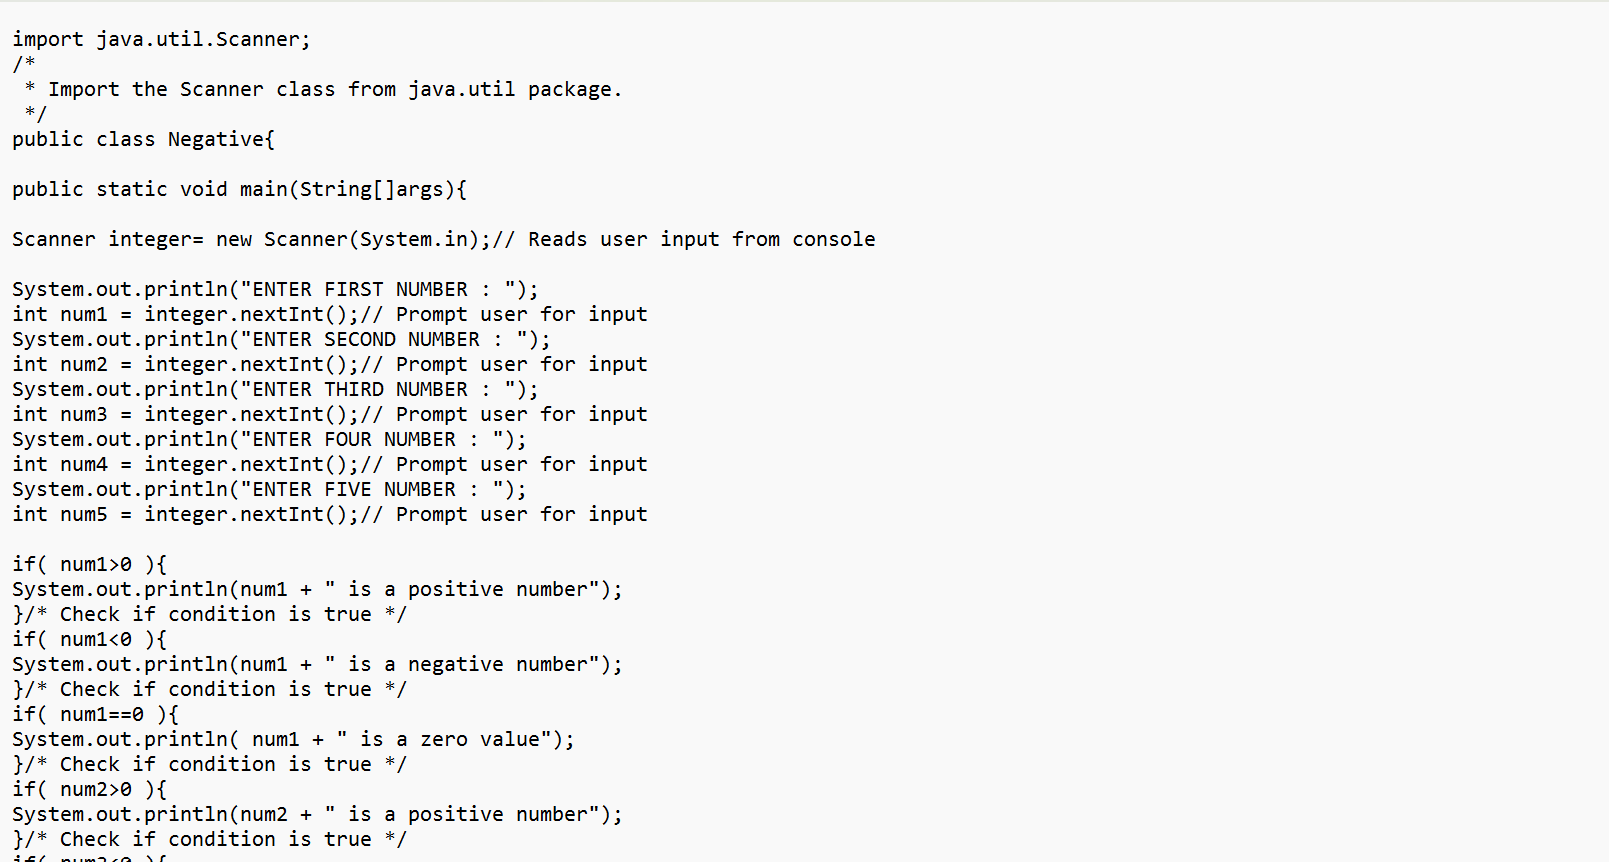 import java.util.Scanner;
/*
 * Import the Scanner class from java.util package.
 */
public class Negative{
public static void main(String[]args){
Scanner integer= new Scanner(System.in);// Reads user input from console
System.out.println("ENTER FIRST NUMBER : ");
int num1 = integer.nextInt();// Prompt user for input
System.out.println("ENTER SECOND NUMBER : ");
int num2 = integer.nextInt();// Prompt user for input
System.out.println("ENTER THIRD NUMBER : ");
int num3 = integer.nextInt();// Prompt user for input
System.out.println("ENTER FOUR NUMBER : ");
int num4 = integer.nextInt();// Prompt user for input
System.out.println("ENTER FIVE NUMBER : ");
int num5 = integer.nextInt();// Prompt user for input
if( num1>0 ){
System.out.println(num1 + " is a positive number");
}/* Check if condition is true */
if( num1<0 ){
System.out.println(num1 + " is a negative number");
}/* Check if condition is true */
if( num1==0 ){
System.out.println( num1 + " is a zero value");
}/* Check if condition is true */
if( num2>0 ){
System.out.println(num2 + " is a positive number");
}/* Check if condition is true */